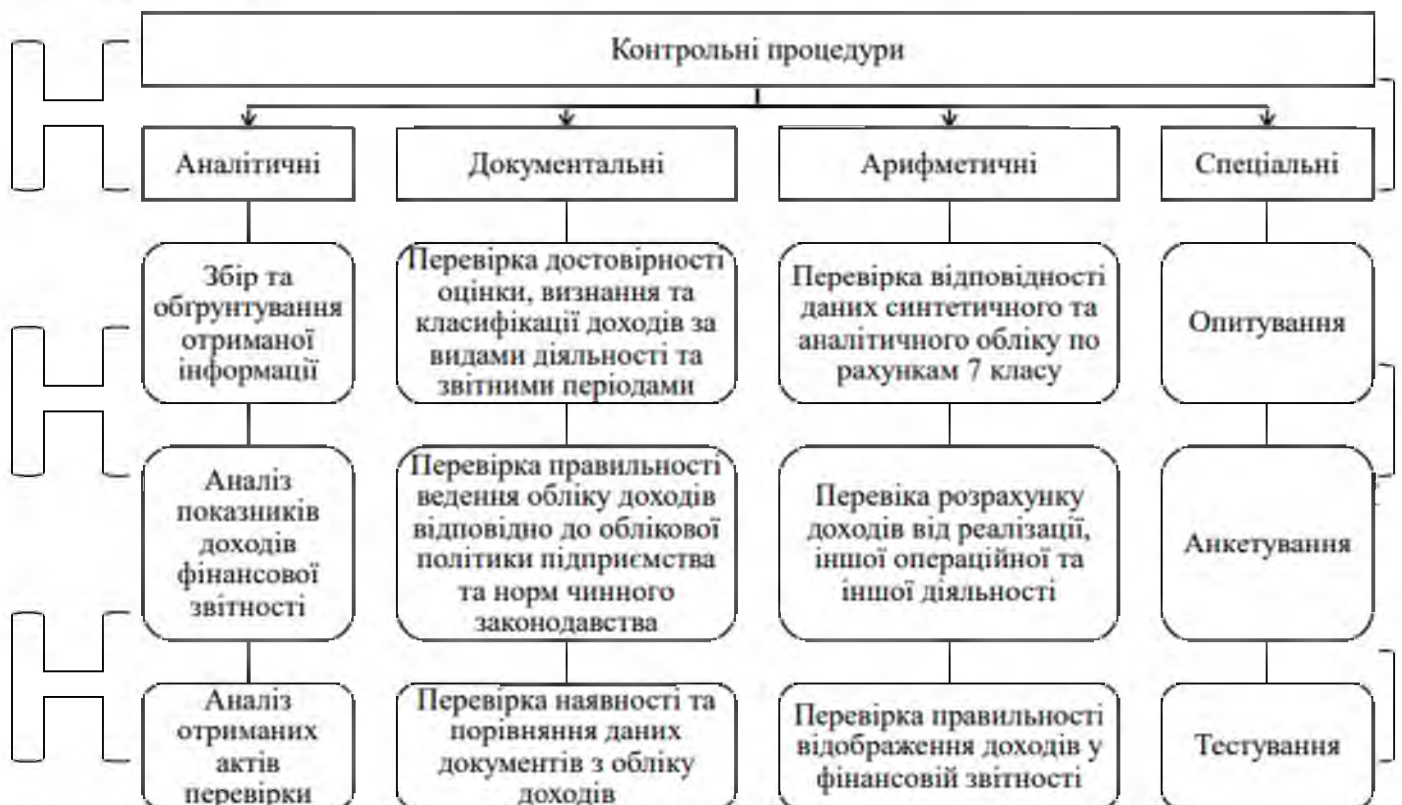 Контрольні процедури
Аналітичні
Документальні
Арифметичні
Спеціальні
Збір та
обґрунтування
отриманої
інформації
Перевірка достовірності
оцінки, визнання та
класифікації доходів за
видами діяльності та
звітними періодами
Перевірка відповідності
даних синтетичного та
аналітичного обліку по
рахункам 7 класу
Опитування
Аналіз
показників
доходів
фінансової
звітності
Перевірка правильності
ведення обліку доходів
відповідно до облікової
політики підприємства
та норм чинного
законодавства
Перевіка розрахунку
доходів від реалізації,
іншої операційної та
іншої діяльності
Анкетування
Аналіз
отриманих
актів
перевірки
Перевірка наявності та
порівняння даних
документів з обліку
доходів
Перевірка правильності
відображення доходів у
фінансовій звітності
Тестування